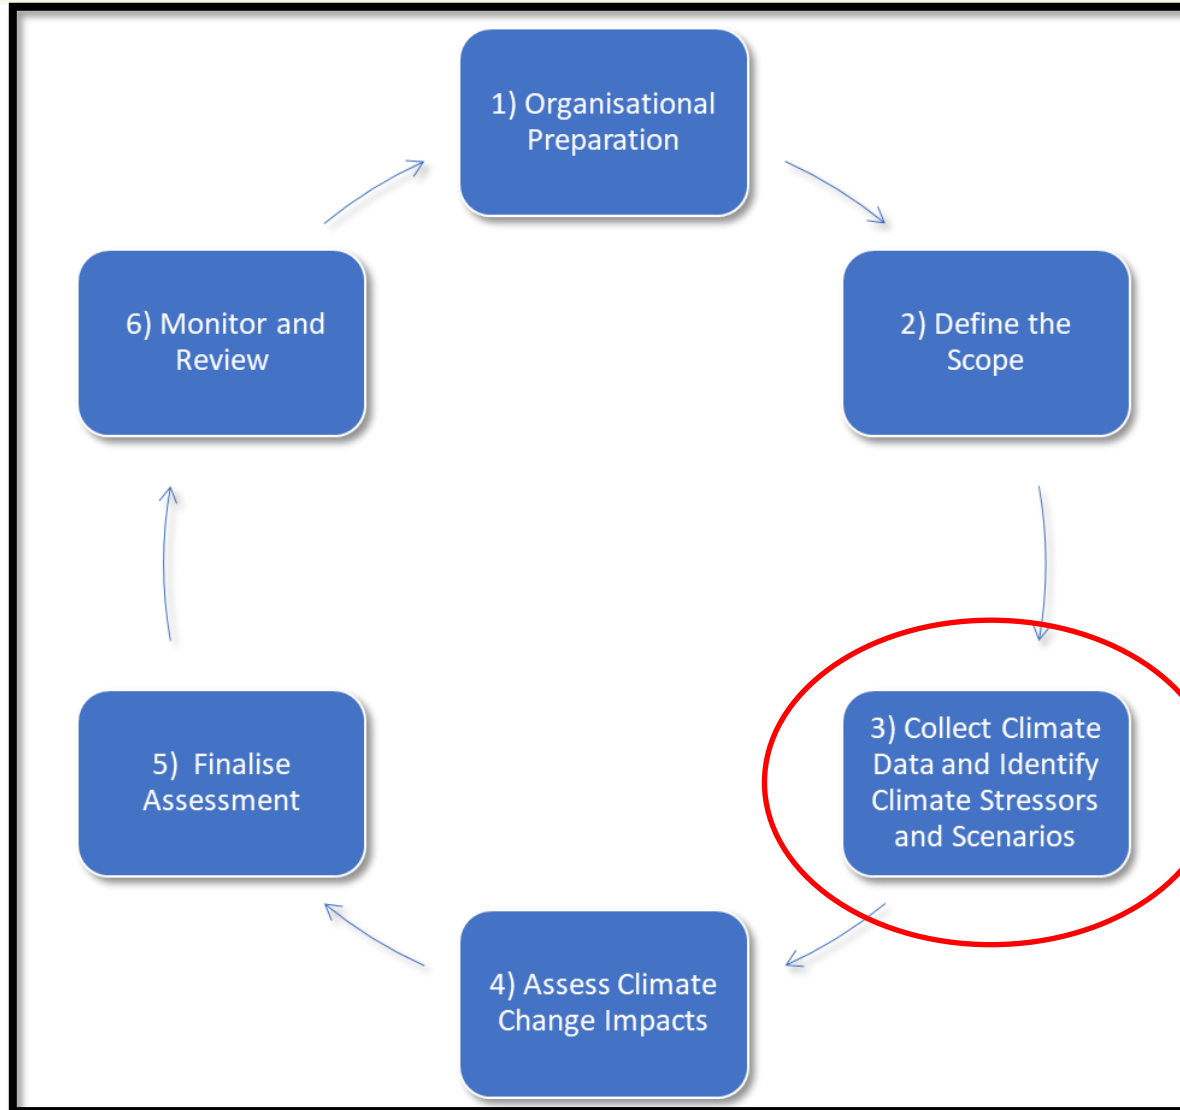 1) Organisational
Preparation
2) Define the
Scope
3) Collect Climate
Data and Identify
Climate Stressors
and Scenarios
4) Assess Climate
Change Impacts
5) Finalise
Assessment
6) Monitor and
Review